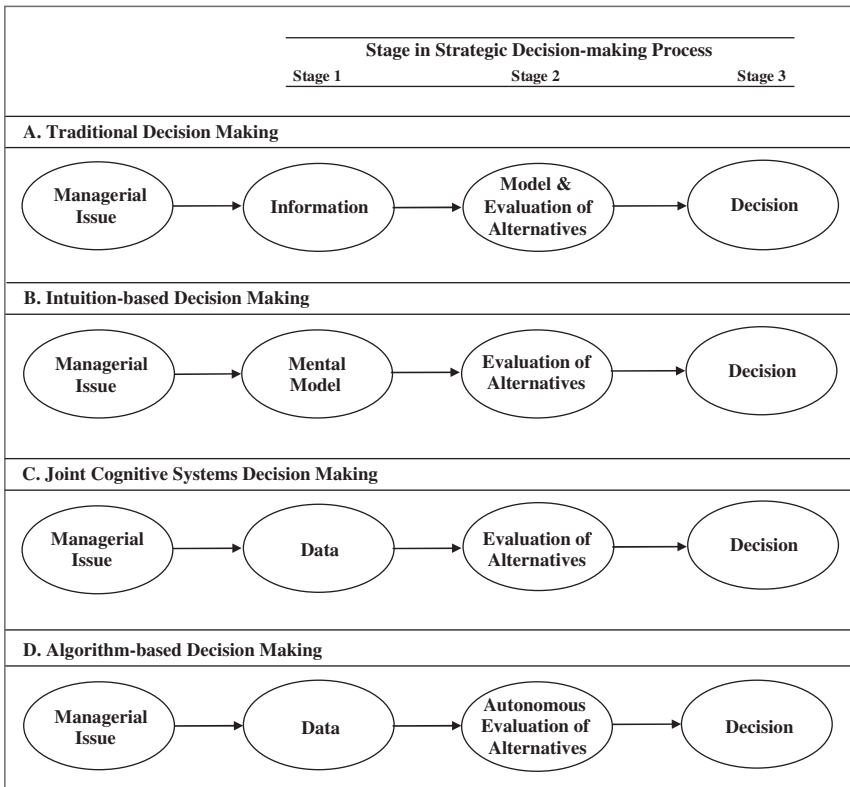 Stage in Strategic Decision-making Process
Stage 1 Stage 2 Stage 3
A. Traditional Decision Making
Managerial
Issue
Information
Model &
Evaluation of
Alternatives
Decision
B. Intuition-based Decision Making
Managerial
Issue
Mental
Model
Evaluation of
Alternatives
Decision
C. Joint Cognitive Systems Decision Making
Managerial
Issue
Data
Evaluation of
Alternatives
Decision
D. Algorithm-based Decision Making
Managerial
Issue
Data
Autonomous
Evaluation of
Alternatives
Decision